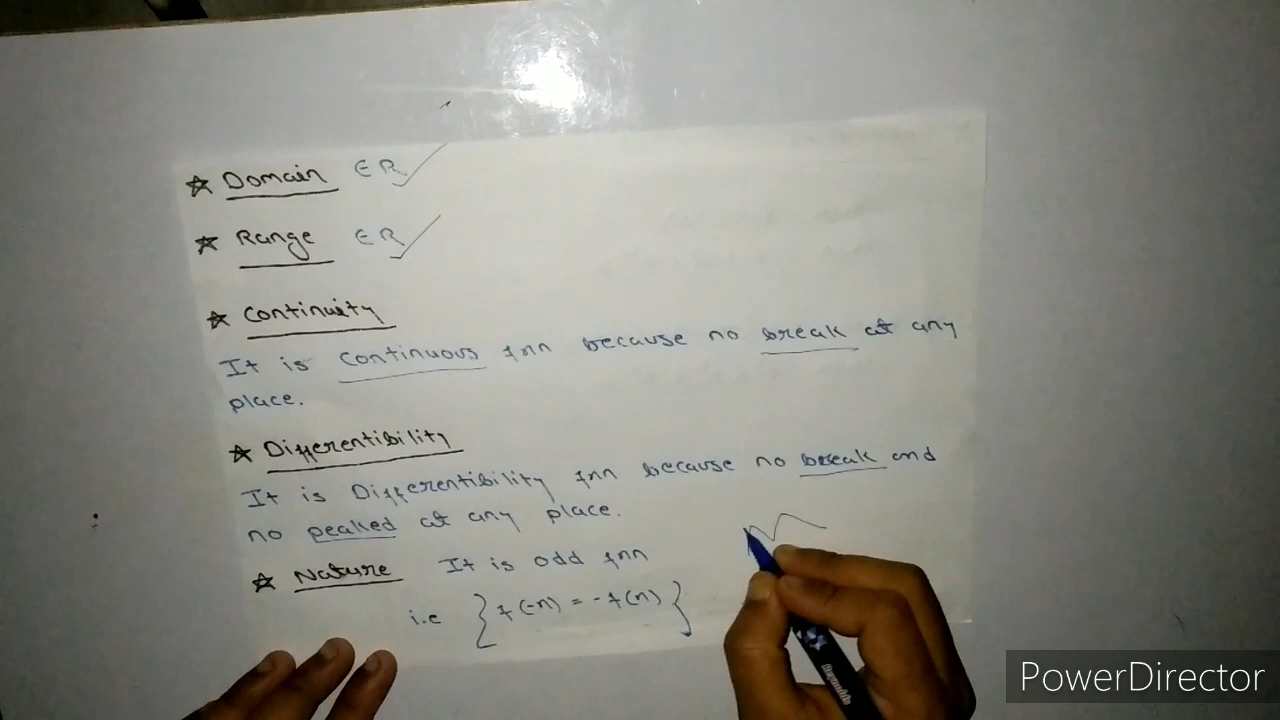 ☆ Domain ∈ R
☆ Range ∈ R
☆ Continuity
It is continuous fnn because no break at any
place.
☆ Differentibility
It is Differentibility fnn because no break and
no peaked at any place.
☆ Nature It is odd fnn
i.e { f(-n) = -f(n) }
Reynolds
PowerDirector